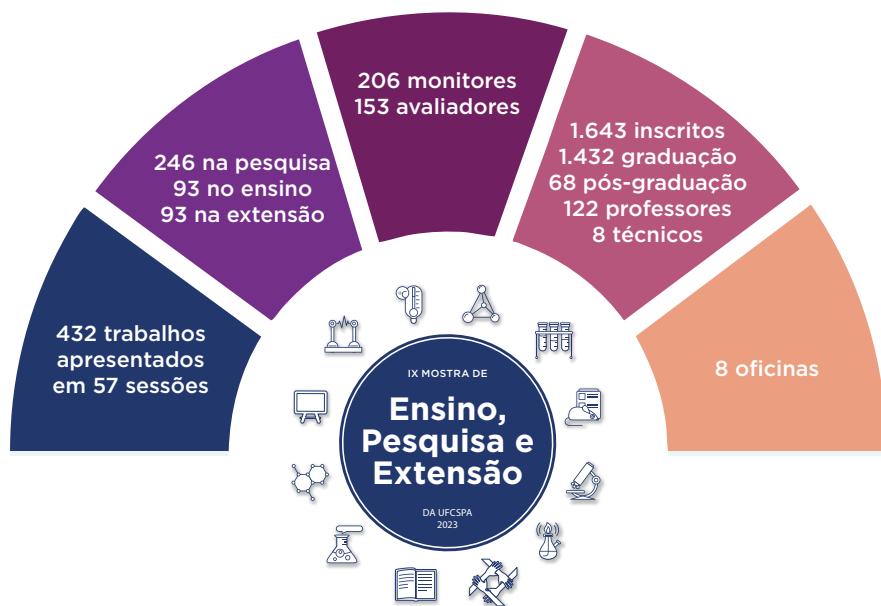 432 trabalhos
apresentados
em 57 sessões
246 na pesquisa
93 no ensino
93 na extensão
206 monitores
153 avaliadores
1.643 inscritos
1.432 graduação
68 pós-graduação
122 professores
8 técnicos
8 oficinas
IX MOSTRA DE
Ensino,
Pesquisa e
Extensão
DA UFCSPA
2023